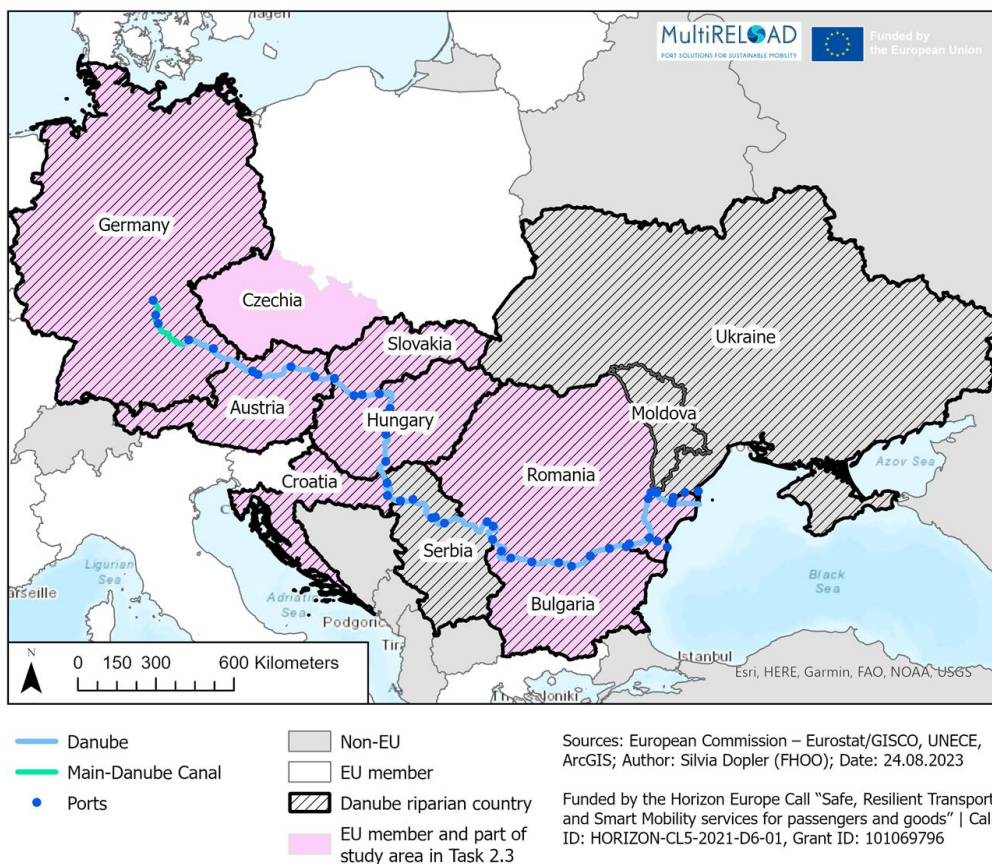 MultiRELOAD
PORT SOLUTIONS FOR SUSTAINABLE MOBILITY
Funded by
the European Union
Germany
Czechia
Slovakia
Ukraine
Austria
Hungary
Moldova
Croatia
Romania
Azov Sea
Serbia
Ligurian
Sea
Black
Sea
arseille
Adriatic
Sea
Bulgaria
Podgoric
Tir
Istanbul
N
0 150 300 600 Kilometers
Esri, HERE, Garmin, FAO, NOAA, USGS
Danube
Main-Danube Canal
Ports
Non-EU
EU member
Danube riparian country
EU member and part of
study area in Task 2.3
Sources: European Commission – Eurostat/GISCO, UNECE,
ArcGIS; Author: Silvia Dopler (FHOO); Date: 24.08.2023
Funded by the Horizon Europe Call “Safe, Resilient Transport
and Smart Mobility services for passengers and goods” | Call
ID: HORIZON-CL5-2021-D6-01, Grant ID: 101069796